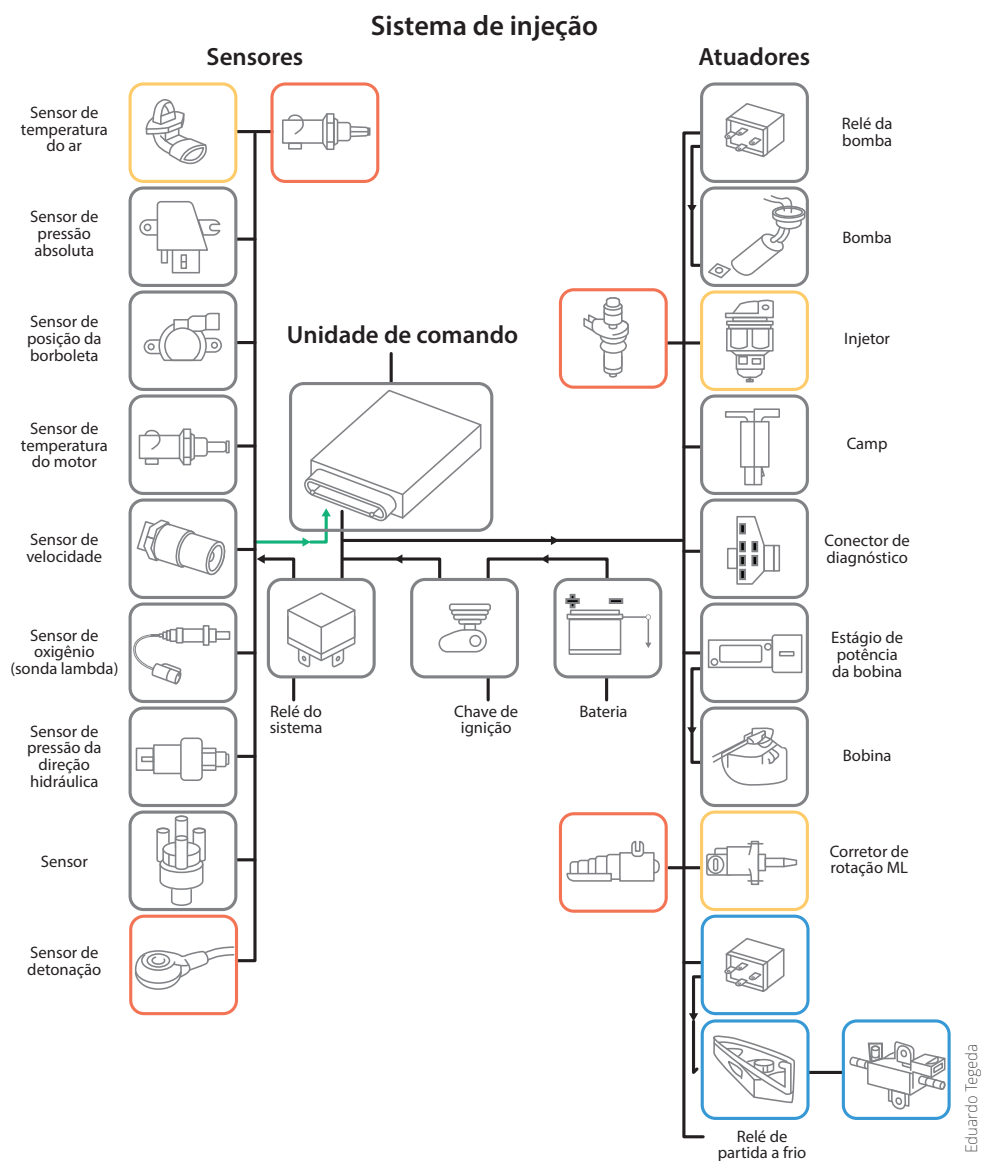 Sistema de injeção
Sensores
Atuadores
Sensor de
temperatura
do ar
Sensor de
pressão
absoluta
Sensor de
posição da
borboleta
Sensor de
temperatura
do motor
Sensor de
velocidade
Sensor de
oxigênio
(sonda lambda)
Sensor de
pressão da
direção
hidráulica
Sensor
Sensor de
detonação
Unidade de comando
Relé do
sistema
Chave de
ignição
Bateria
Relé da
bomba
Bomba
Injetor
Camp
Conector de
diagnóstico
Estágio de
potência
da bobina
Bobina
Corretor de
rotação ML
Relé de
partida a frio
Eduardo Tegeda